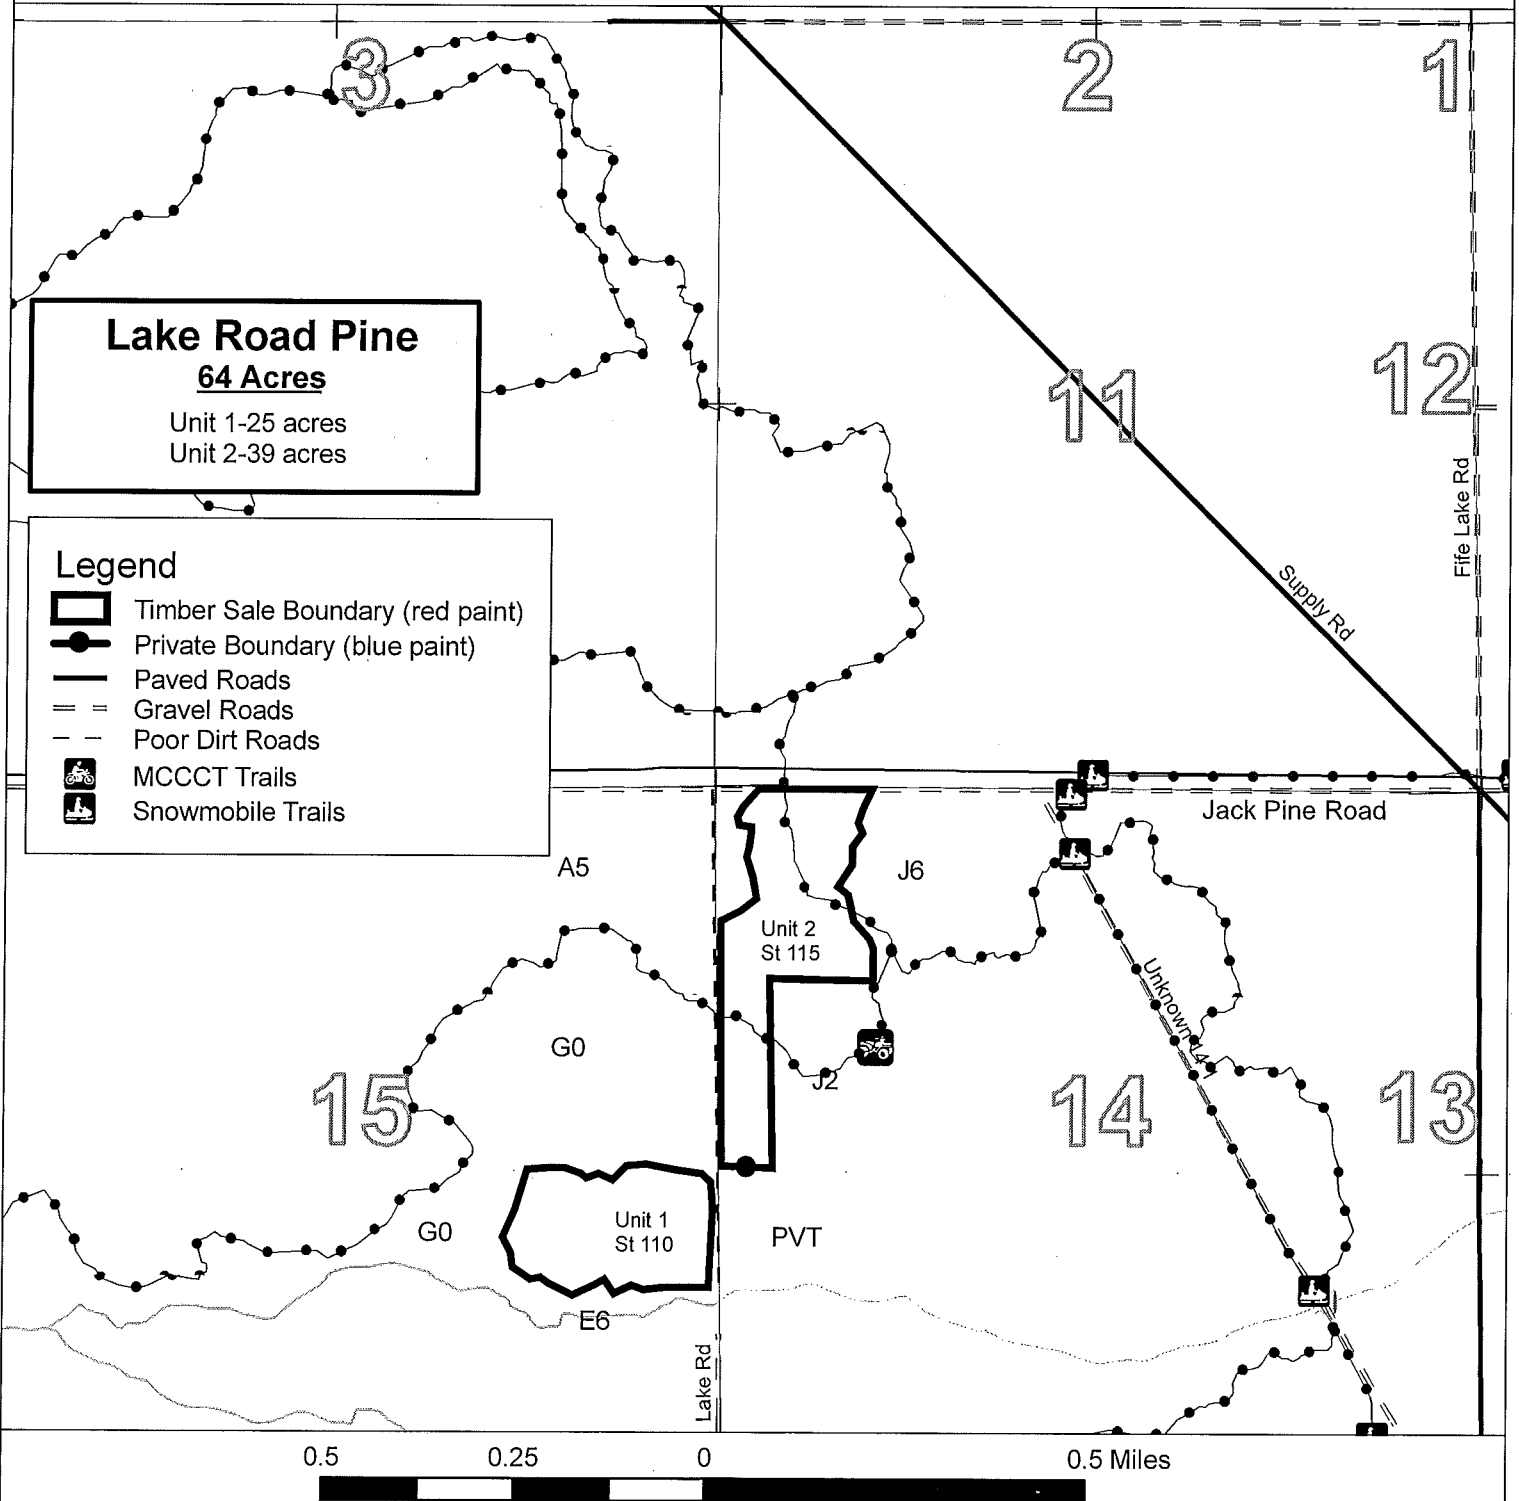 3
2
1
Lake Road Pine
64 Acres
Unit 1-25 acres
Unit 2-39 acres
11
12
Fife Lake Rd
Supply Rd
Legend
Timber Sale Boundary (red paint)
Private Boundary (blue paint)
Paved Roads
Gravel Roads
Poor Dirt Roads
MCCCT Trails
Snowmobile Trails
Jack Pine Road
A5
J6
Unit 2
St 115
Unknown
G0
J2
15
14
13
G0
Unit 1
St 110
PVT
E6
Lake Rd
0.5
0.25
0
0.5 Miles